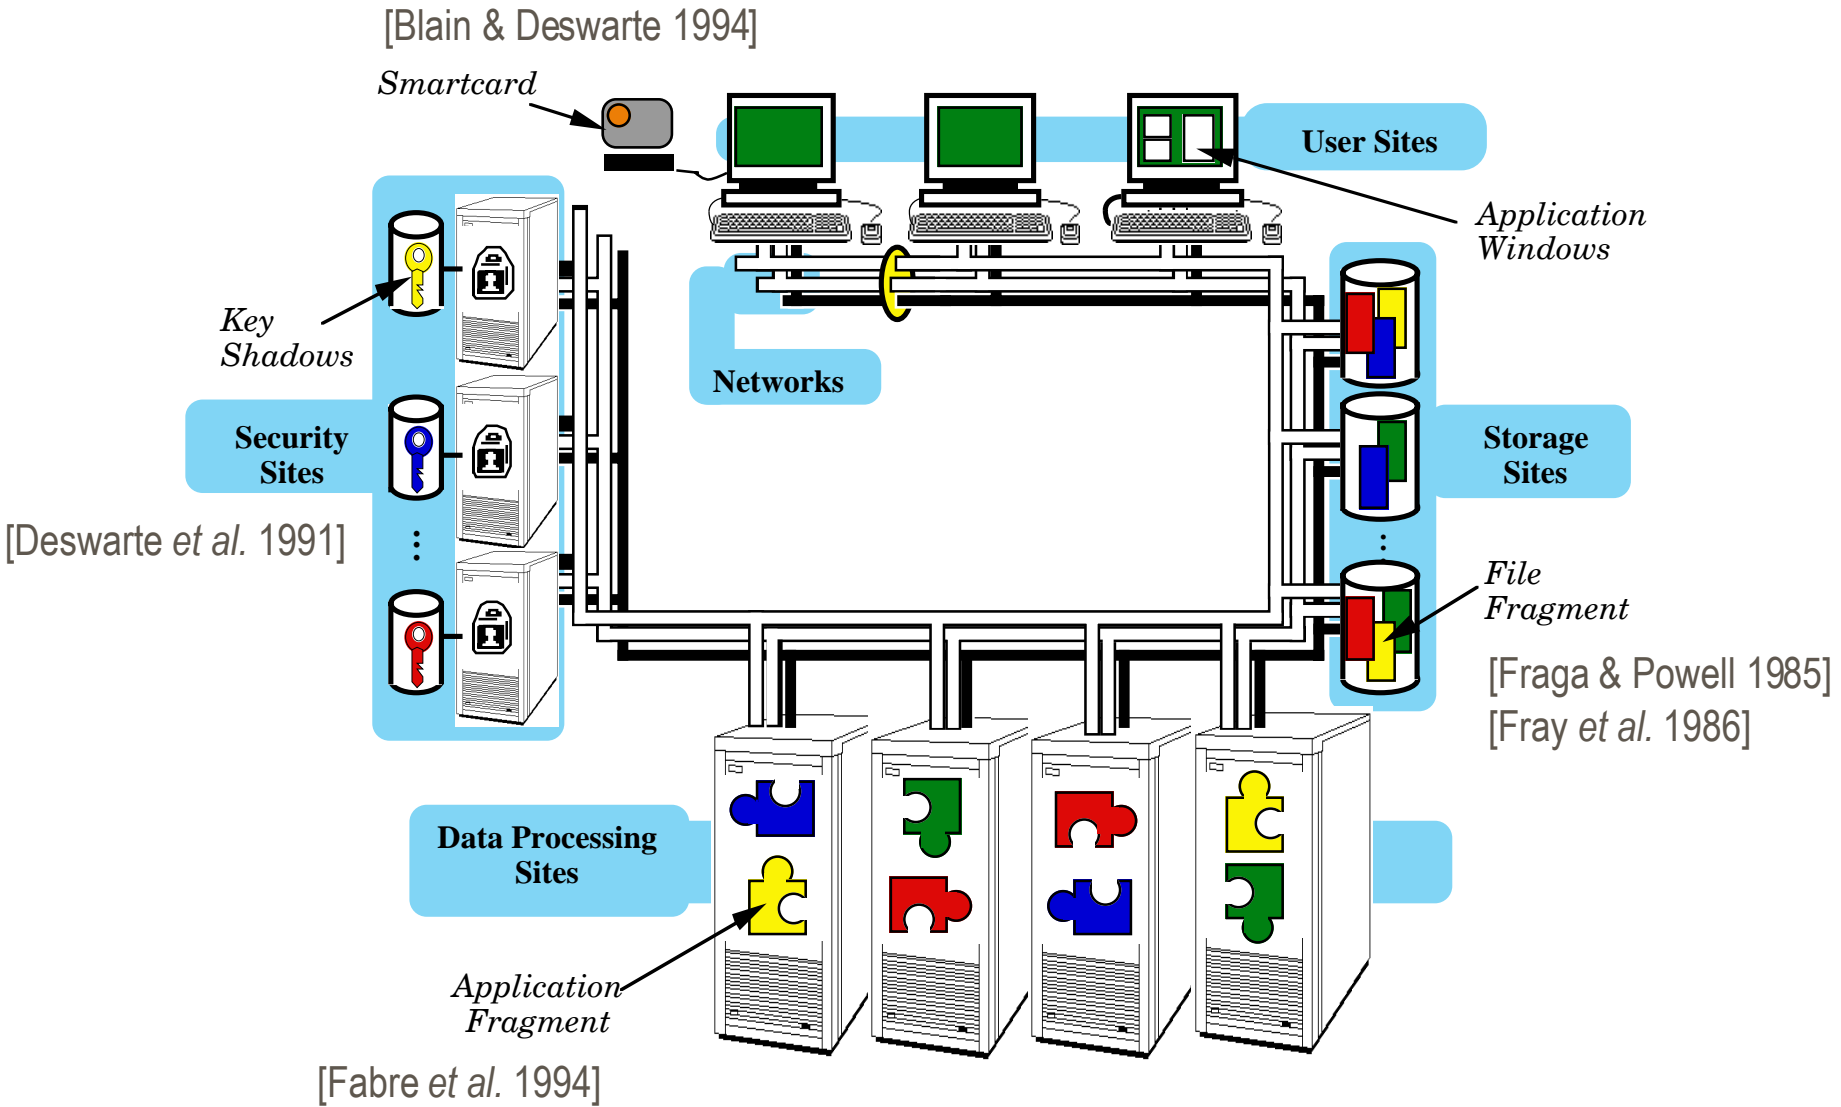 [Blain & Deswarte 1994]
Smartcard
User Sites
Application
Windows
Key
Shadows
Networks
Security
Sites
Storage
Sites
[Deswarte et al. 1991]
File
Fragment
[Fraga & Powell 1985]
[Fray et al. 1986]
Data Processing
Sites
Application
Fragment
[Fabre et al. 1994]